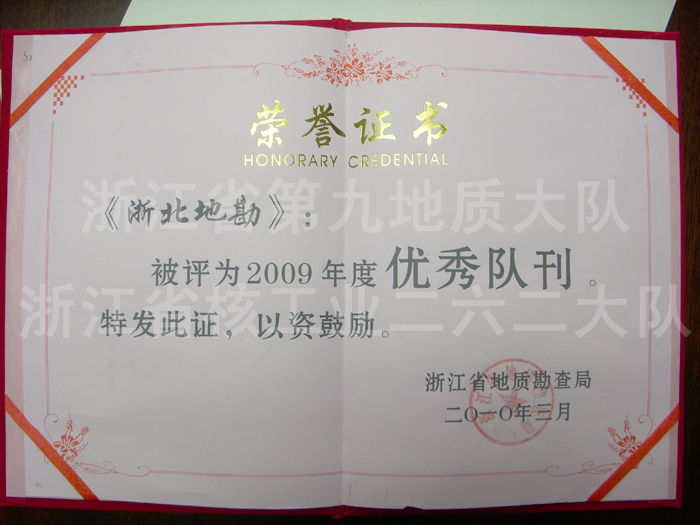 荣誉证书
HONORARY CREDENTIAL
浙江省第九地质大队
《浙北地勘》:
被评为2009年度优秀队刊。
浙江省核工业二六二大队
特发此证,以资鼓励。
浙江省地质勘查局
二○一○年三月